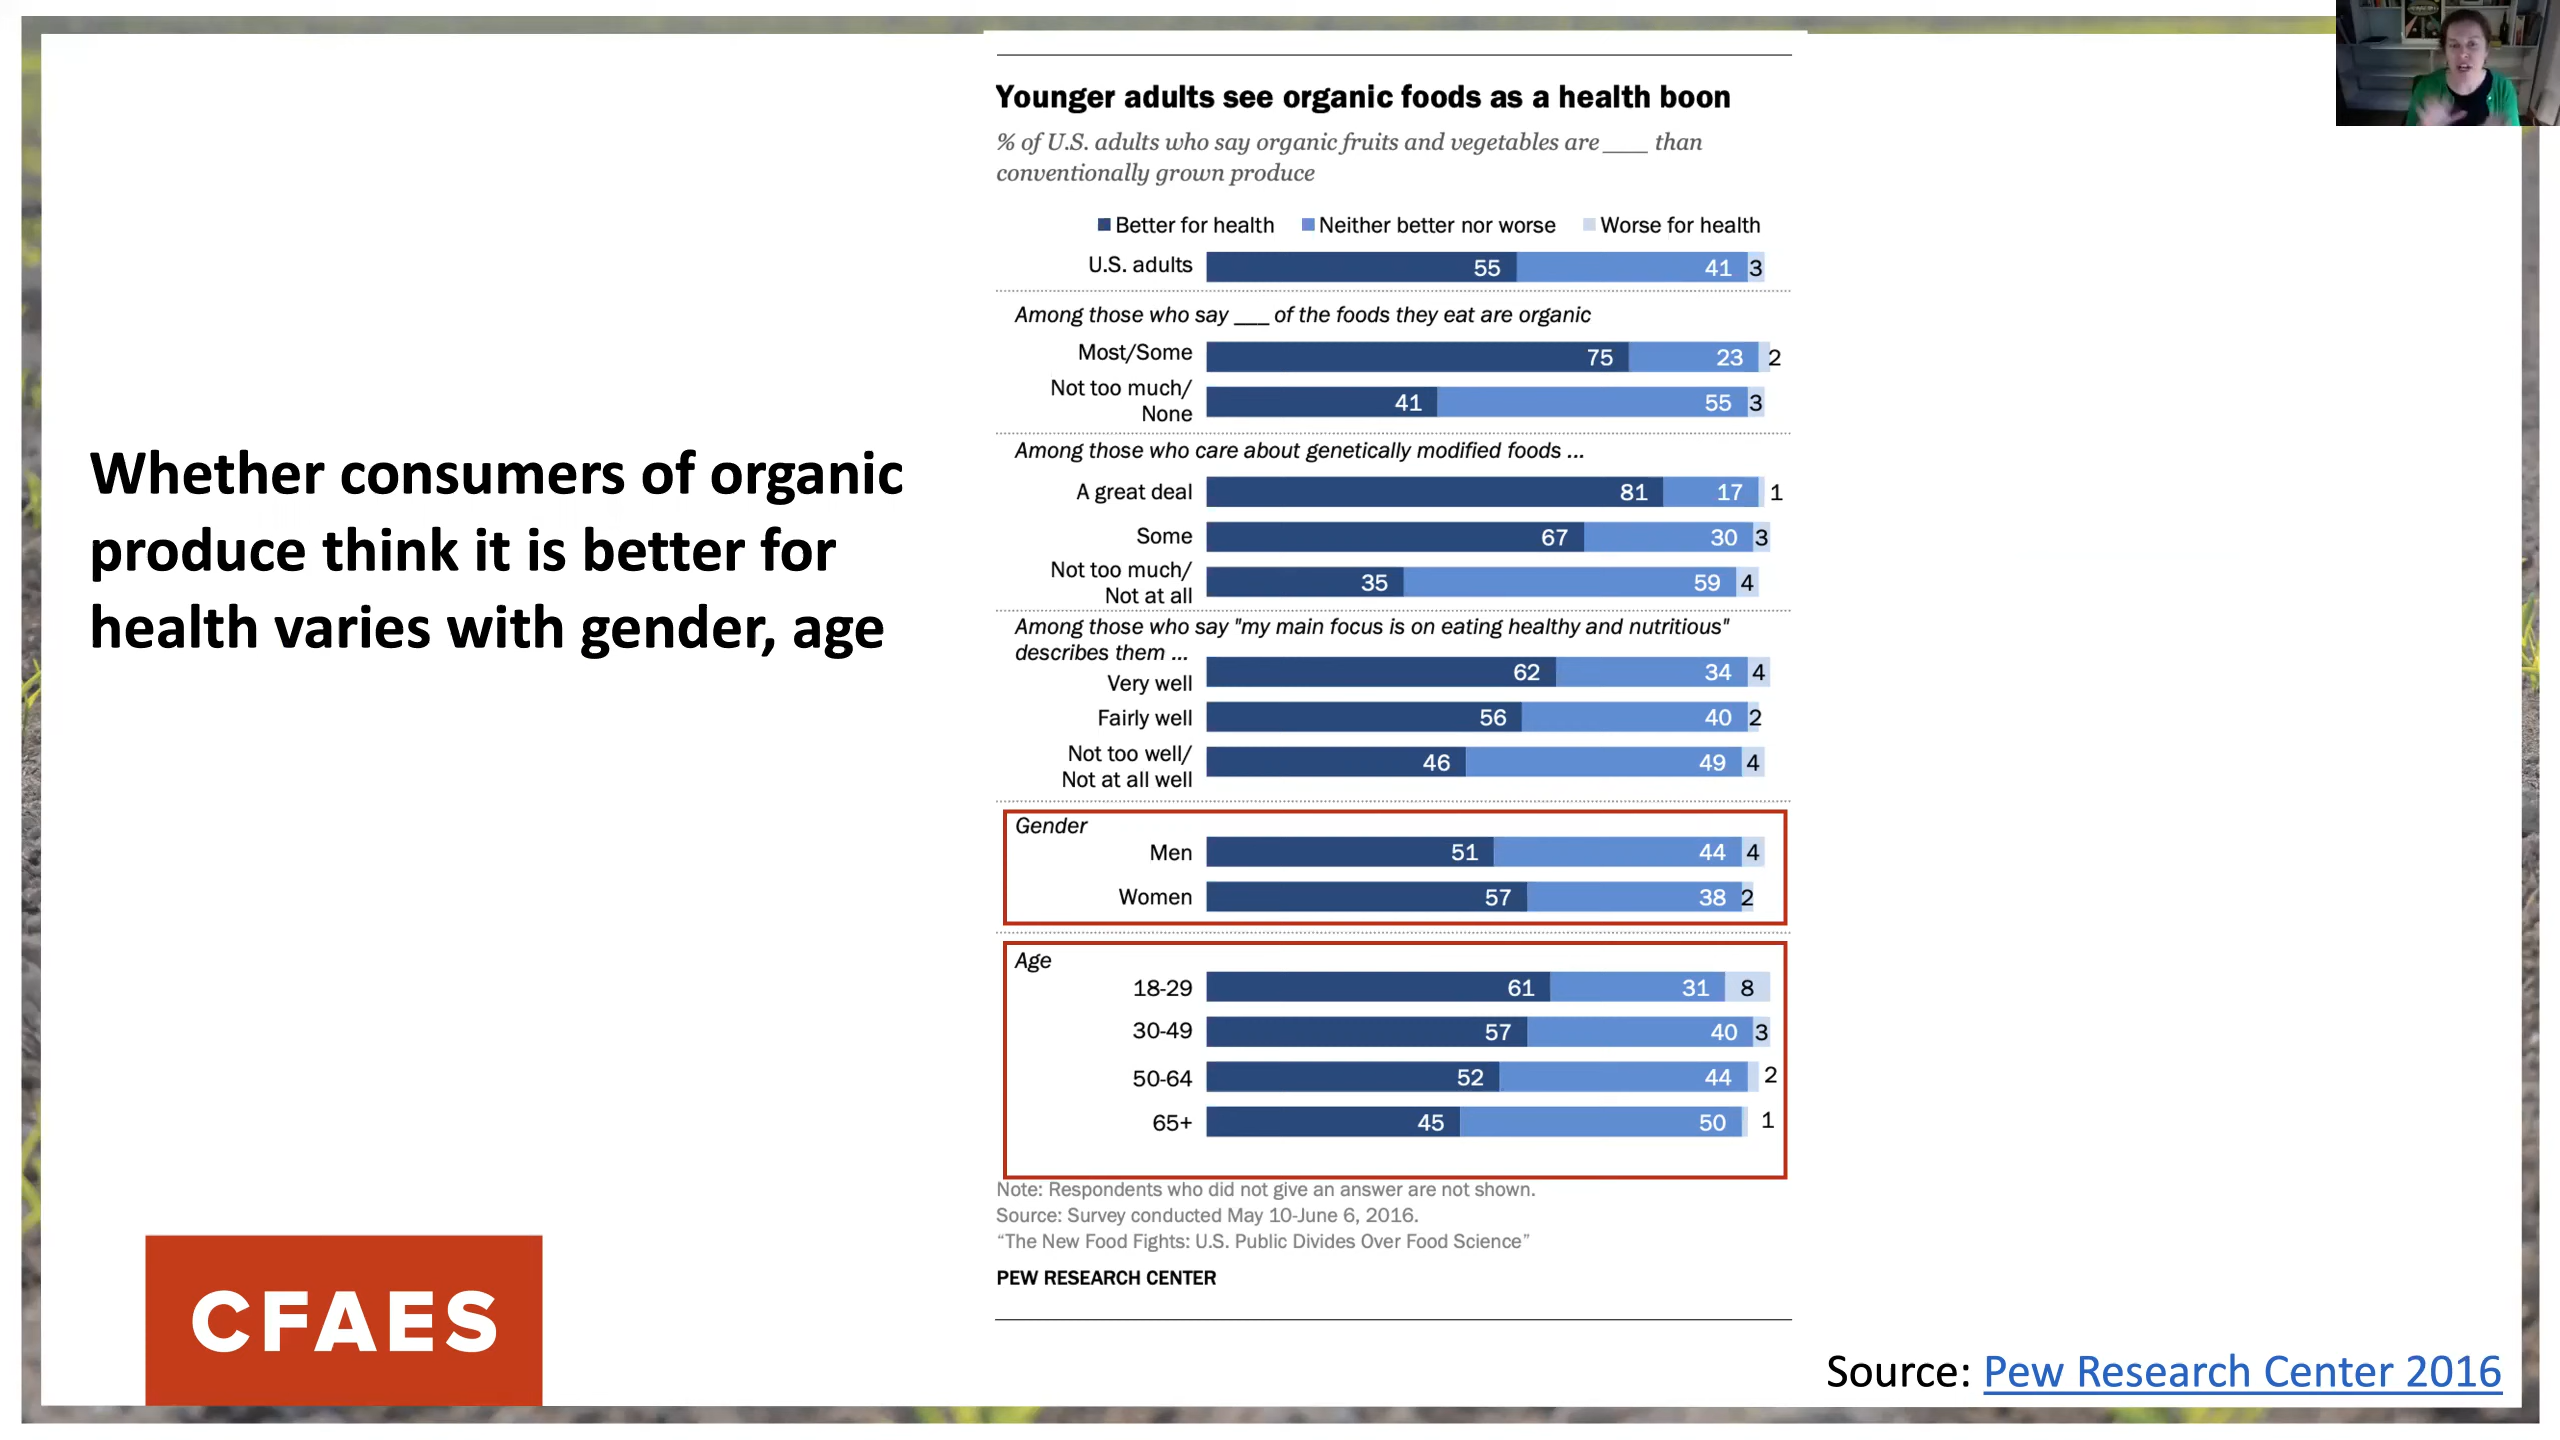 Whether consumers of organic
produce think it is better for
health varies with gender, age
CFAES
Younger adults see organic foods as a health boon
% of U.S. adults who say organic fruits and vegetables are ___ than
conventionally grown produce
Better for health Neither better nor worse Worse for health
U.S. adults 55 41 3
Among those who say ___ of the foods they eat are organic
Most/Some 75 23 2
Not too much/
None 41 55 3
Among those who care about genetically modified foods ...
A great deal 81 17 1
Some 67 30 3
Not too much/
Not at all 35 59 4
Among those who say "my main focus is on eating healthy and nutritious"
describes them ...
Very well 62 34 4
Fairly well 56 40 2
Not too well/
Not at all well 46 49 4
Gender
Men 51 44 4
Women 57 38 2
Age
18-29 61 31 8
30-49 57 40 3
50-64 52 44 2
65+ 45 50 1
Note: Respondents who did not give an answer are not shown.
Source: Survey conducted May 10-June 6, 2016.
“The New Food Fights: U.S. Public Divides Over Food Science”
PEW RESEARCH CENTER
Source: Pew Research Center 2016